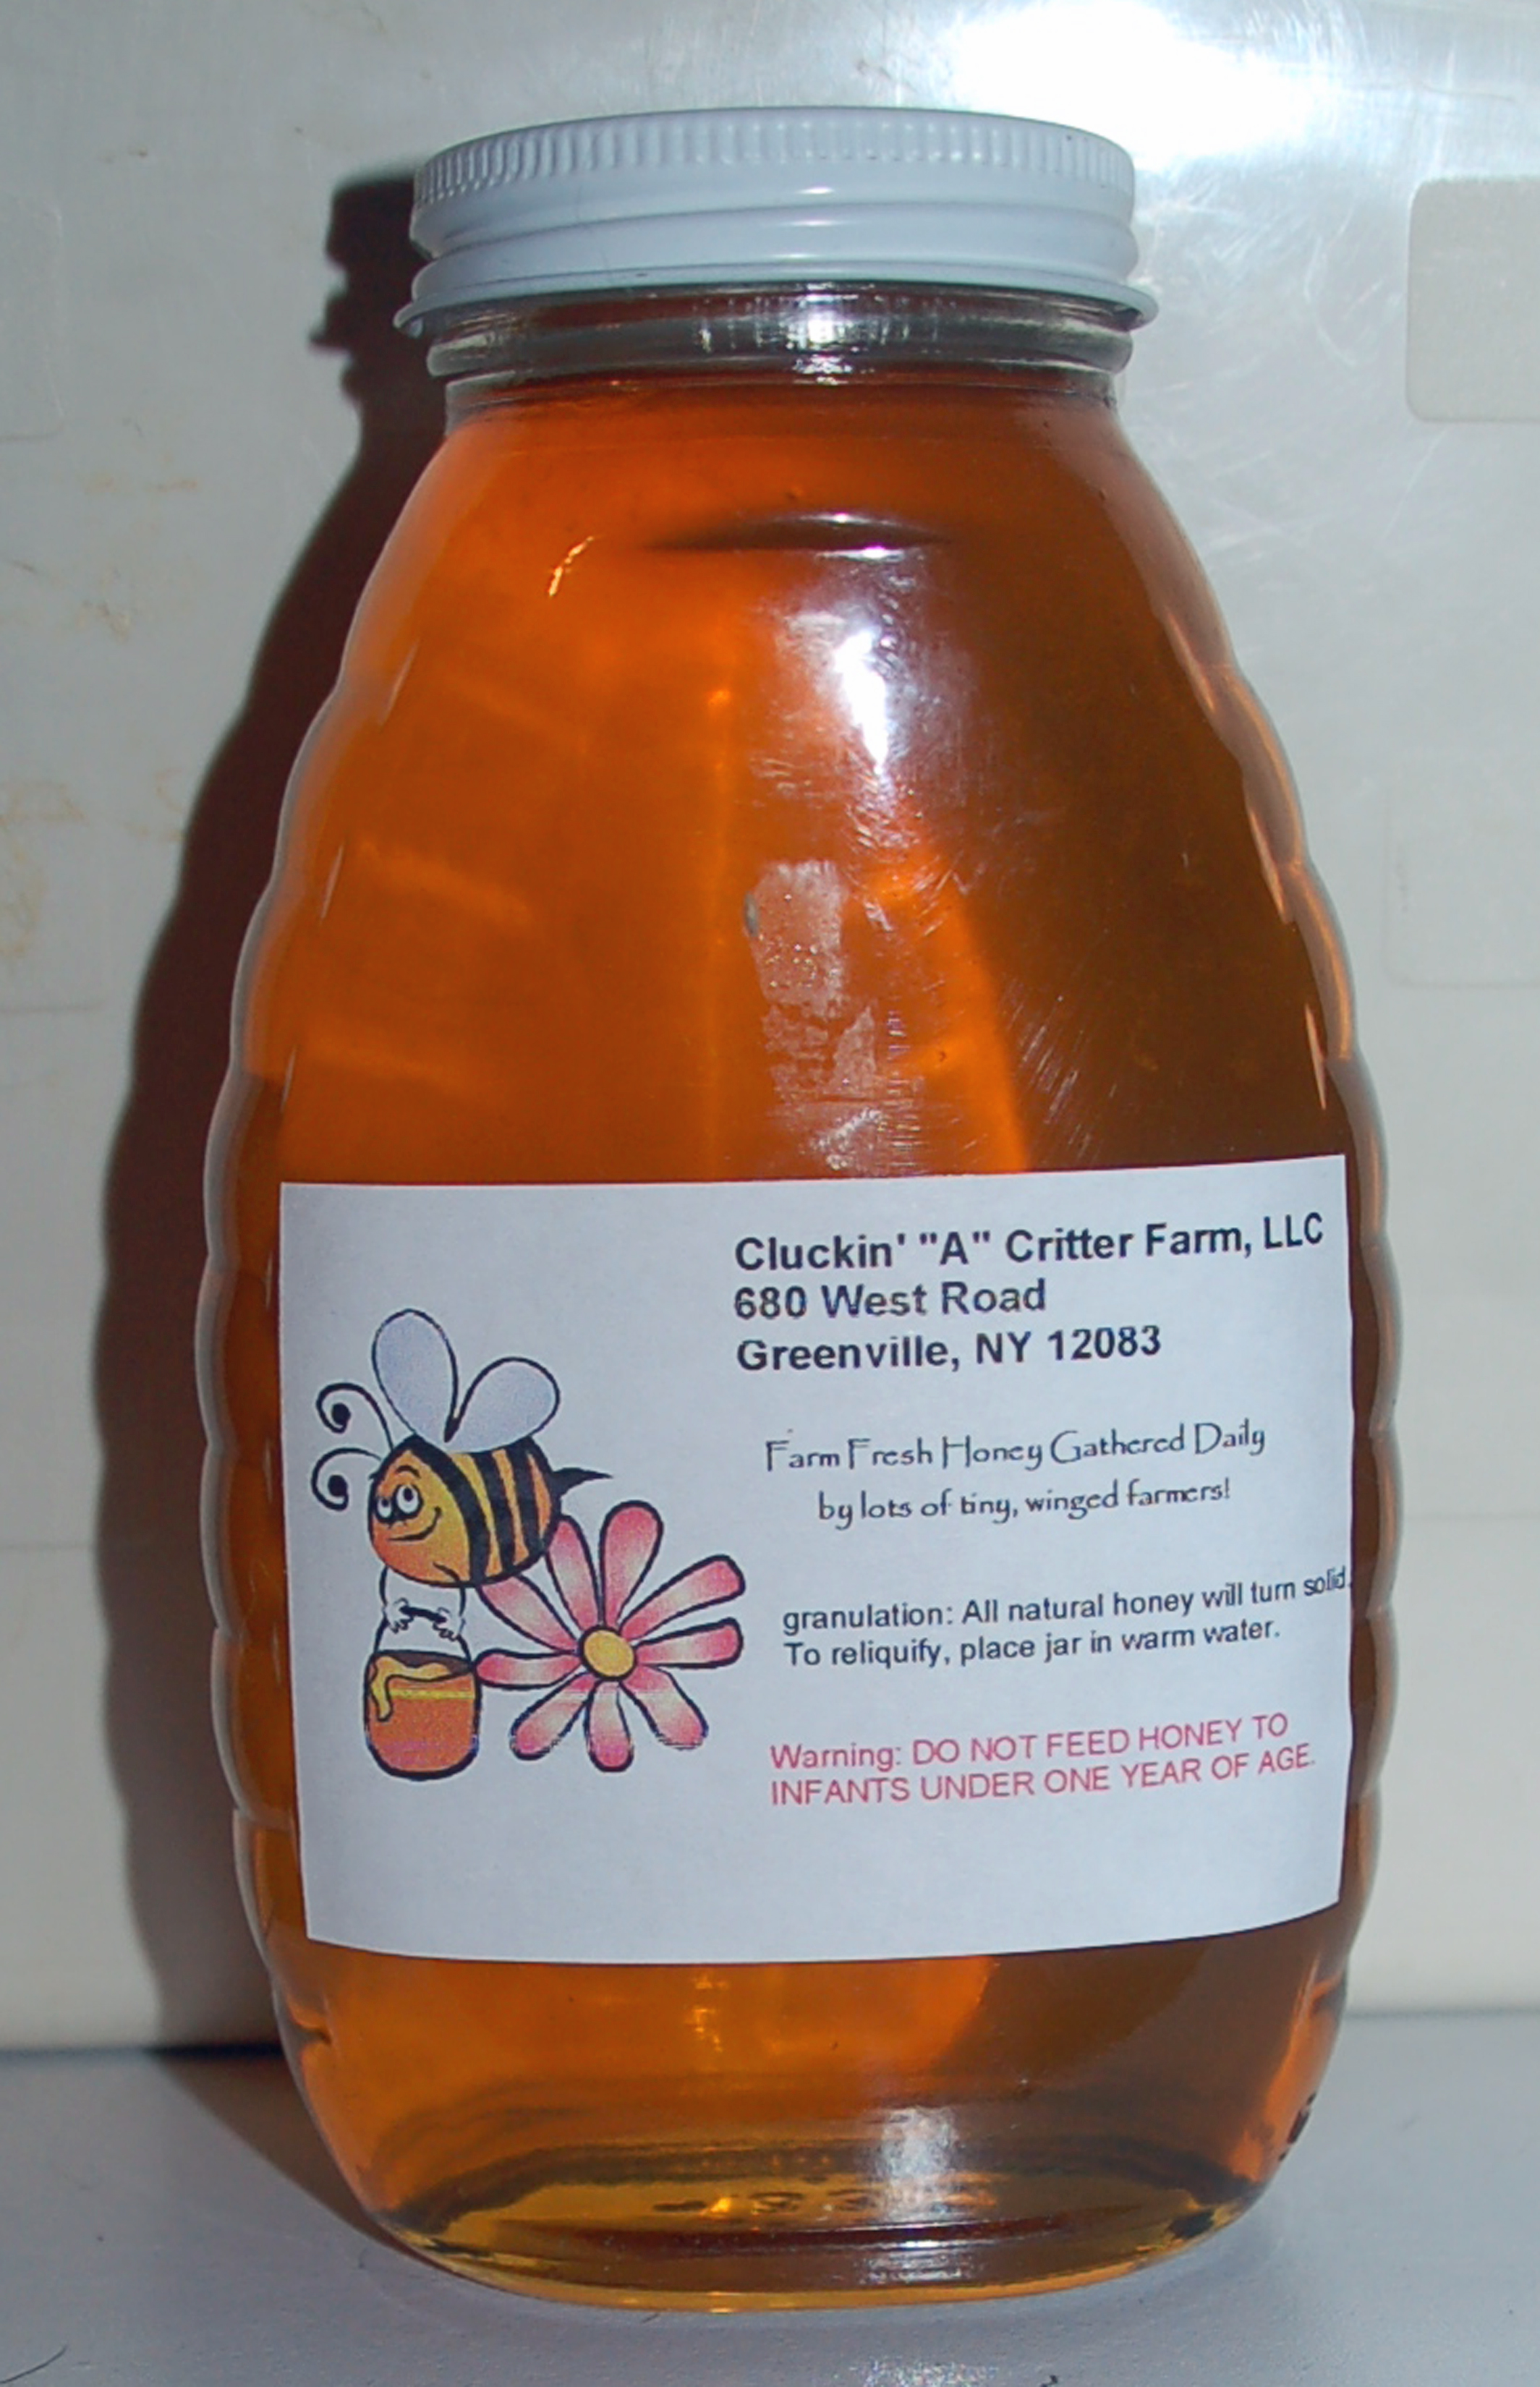 Cluckin' "A" Critter Farm, LLC
680 West Road
Greenville, NY 12083
Farm Fresh Honey Gathered Daily
by lots of tiny, winged farmers!
granulation: All natural honey will turn solid.
To reliquify, place jar in warm water.
Warning: DO NOT FEED HONEY TO
INFANTS UNDER ONE YEAR OF AGE.